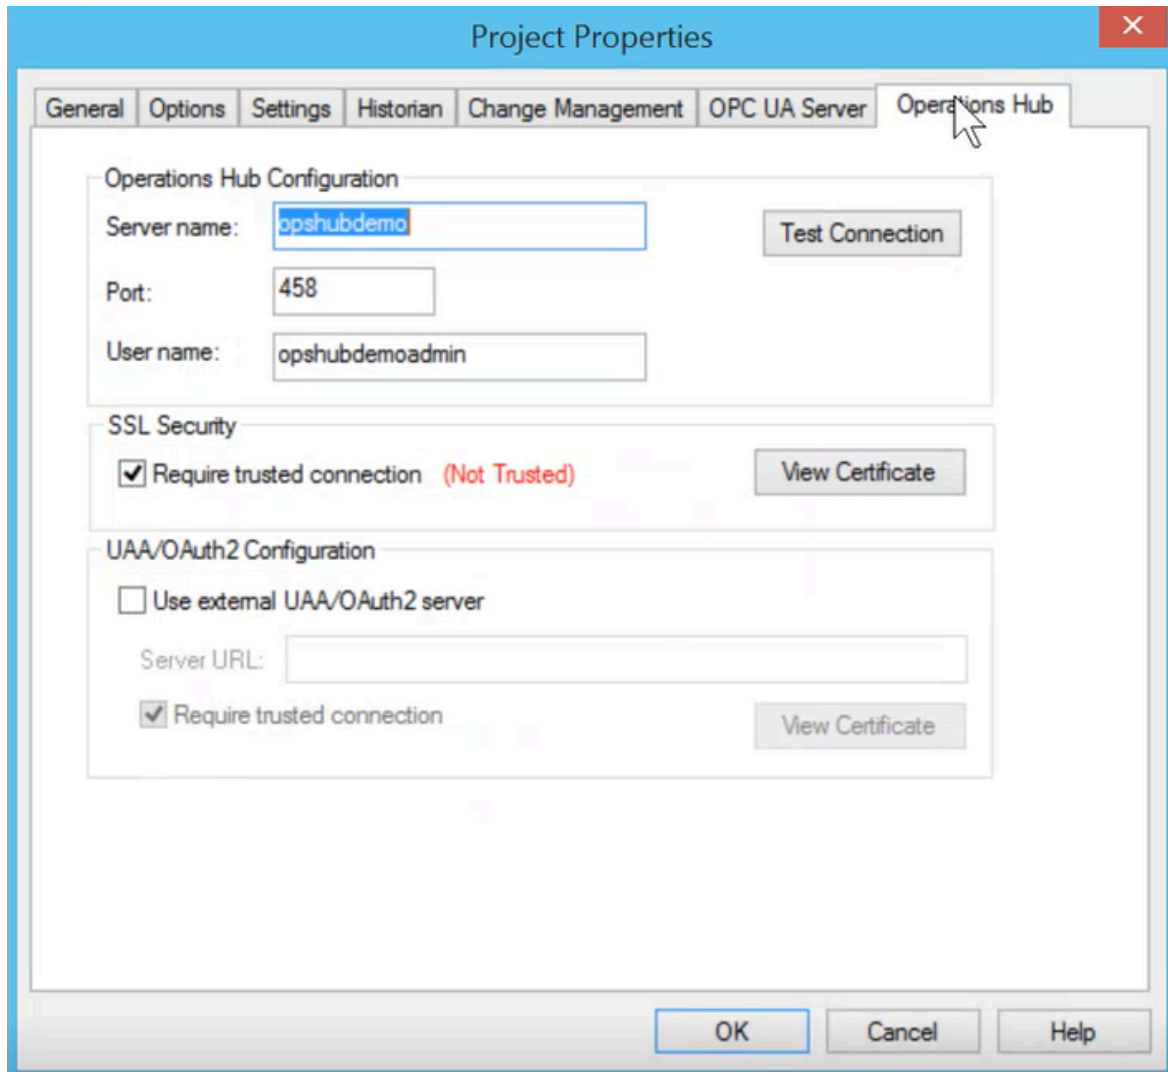 Project Properties
General Options Settings Historian Change Management OPC UA Server Operations Hub
Operations Hub Configuration
Server name: opshubdemo Test Connection
Port: 458
User name: opshubdemoadmin
SSL Security
Require trusted connection (Not Trusted) View Certificate
UAA/OAuth2 Configuration
Use external UAA/OAuth2 server
Server URL:
Require trusted connection View Certificate
OK Cancel Help